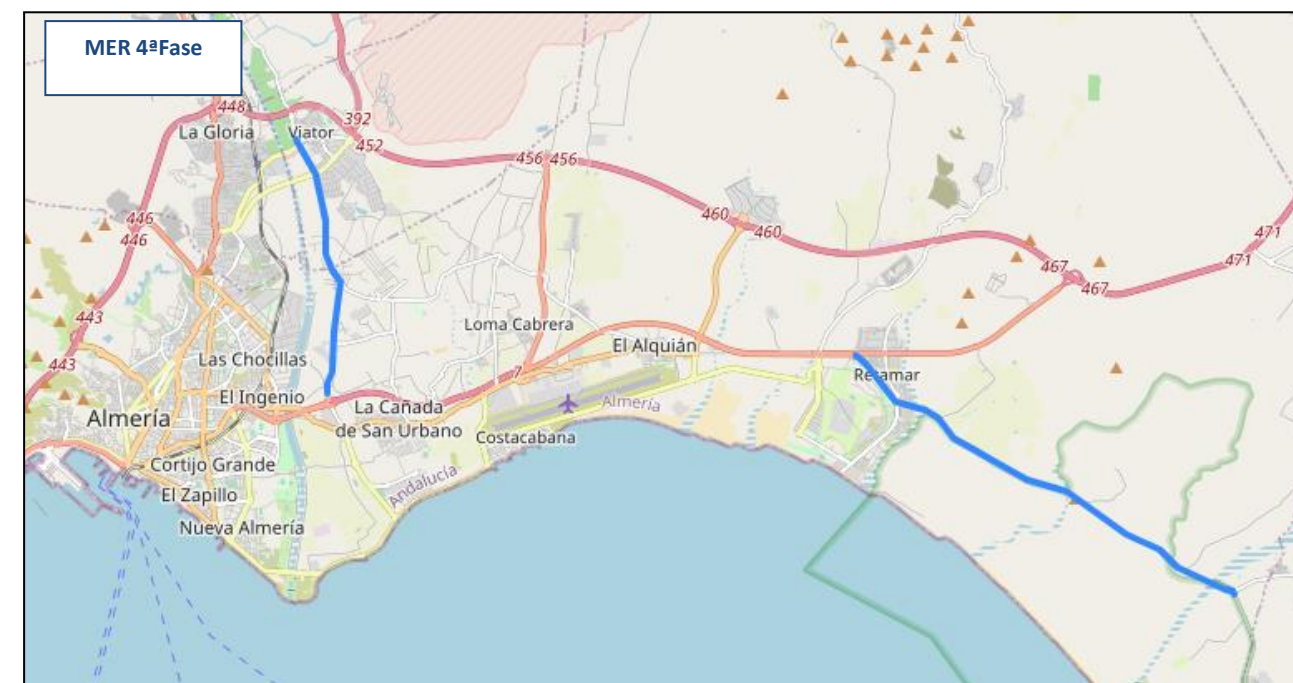 MER 4ªFase
448
La Gloria
Viator
392
452
456 456
446
446
460
460
471
471
467
467
443
443
Loma Cabrera
El Alquián
Las Chocillas
7
Retamar
El Ingenio
Almería
La Cañada
de San Urbano
Almería
Costacabana
Cortijo Grande
Andalucía
El Zapillo
Nueva Almería